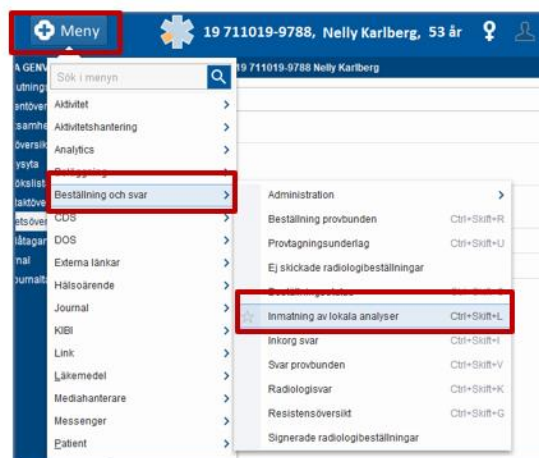 Meny
19 711019-9788, Nelly Karlberg, 53 år
19 711019-9788 Nelly Karlberg
Sök i menyn
Aktivitet
Aktivitetshantering
Analytics
Beställning och svar
CDS
DOS
Externa länkar
Hälsoärende
Journal
KIBI
Link
Läkemedel
Mediahanterare
Messenger
Patient
Administration
Beställning provbunden Ctrl+Skift+R
Provtagningsunderlag Ctrl+Skift+U
Ej skickade radiologibeställningar
Inmatning av lokala analyser Ctrl+Skift+L
Inkorg svar Ctrl+Skift+I
Svar provbunden Ctrl+Skift+V
Radiologisvar Ctrl+Skift+K
Resistensöversikt Ctrl+Skift+G
Signerade radiologibeställningar